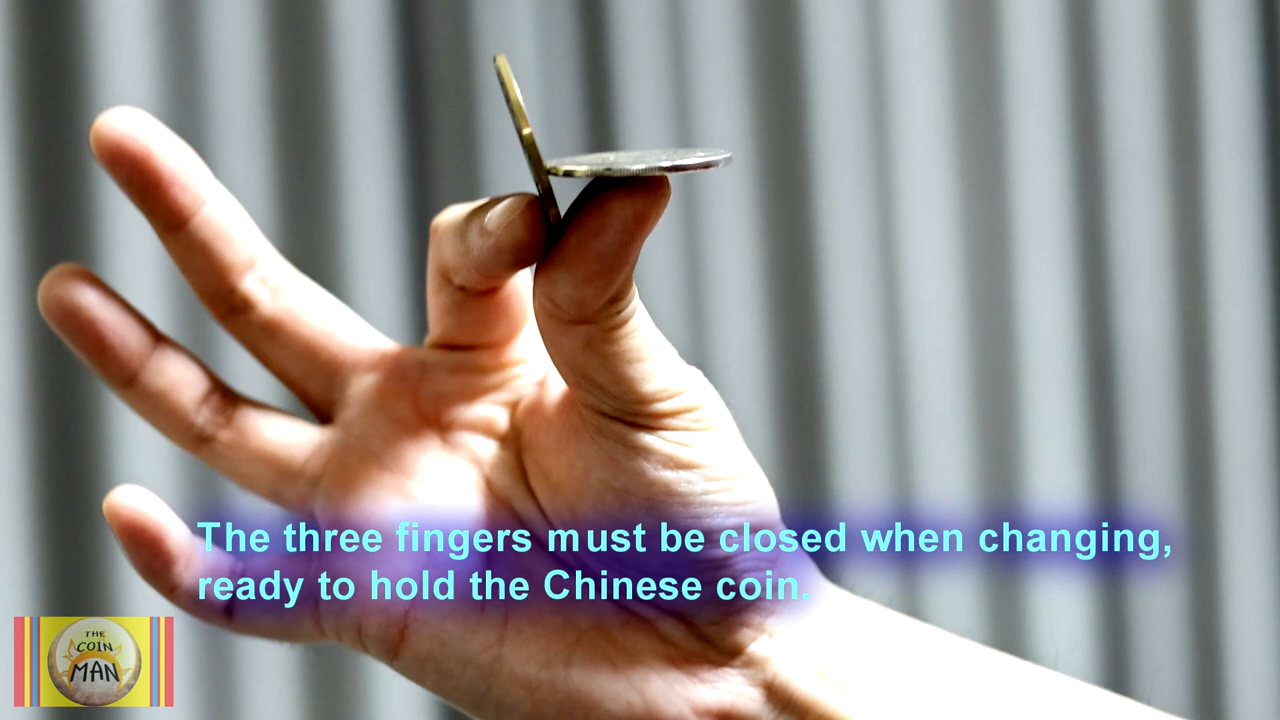 The three fingers must be closed when changing,
ready to hold the Chinese coin.
THE
COIN
MAN